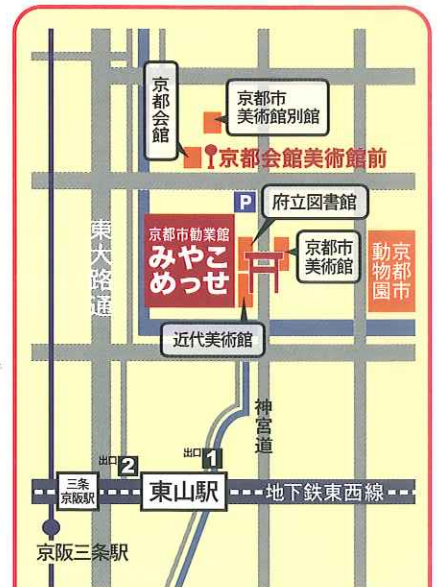 京都会館
京都市
美術館別館
京都会館美術館前
P
府立図書館
京都市勧業館
みやこ
めっせ
京都市
美術館
京都市
動物園
東大路通
近代美術館
神宮道
出口2
出口1
三条
京阪駅
東山駅
地下鉄東西線
京阪三条駅